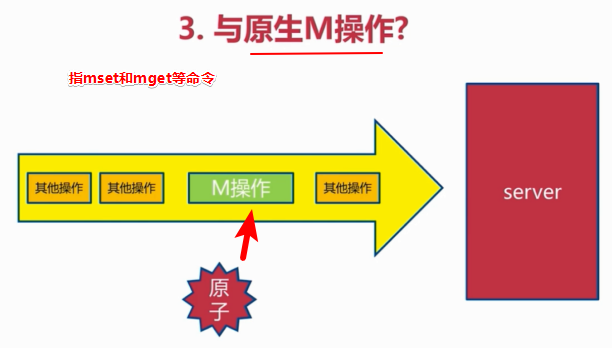 3. 与原生M操作?
指mset和mget等命令
其他操作
其他操作
M操作
其他操作
server
原
子